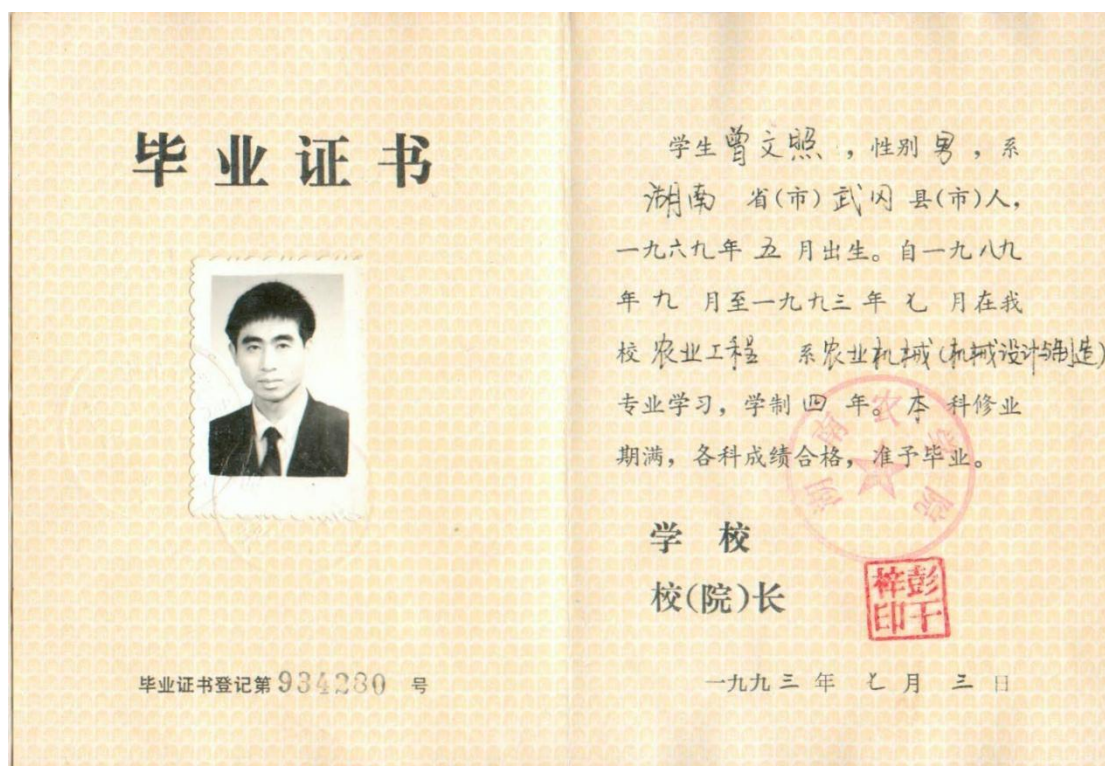 毕业证书
毕业证书登记第934280号
学生曾文照，性别男，系
湖南 省(市)武冈县(市)人，
一九六九年五月出生。自一九八九
年九月至一九九三年七月在我
校农业工程 系农业机械(机械设计与制造)
专业学习，学制四年。本科修业
期满，各科成绩合格，准予毕业。
湖南农学院
学校
校(院)长
彭干梓印
一九九三年七月三日